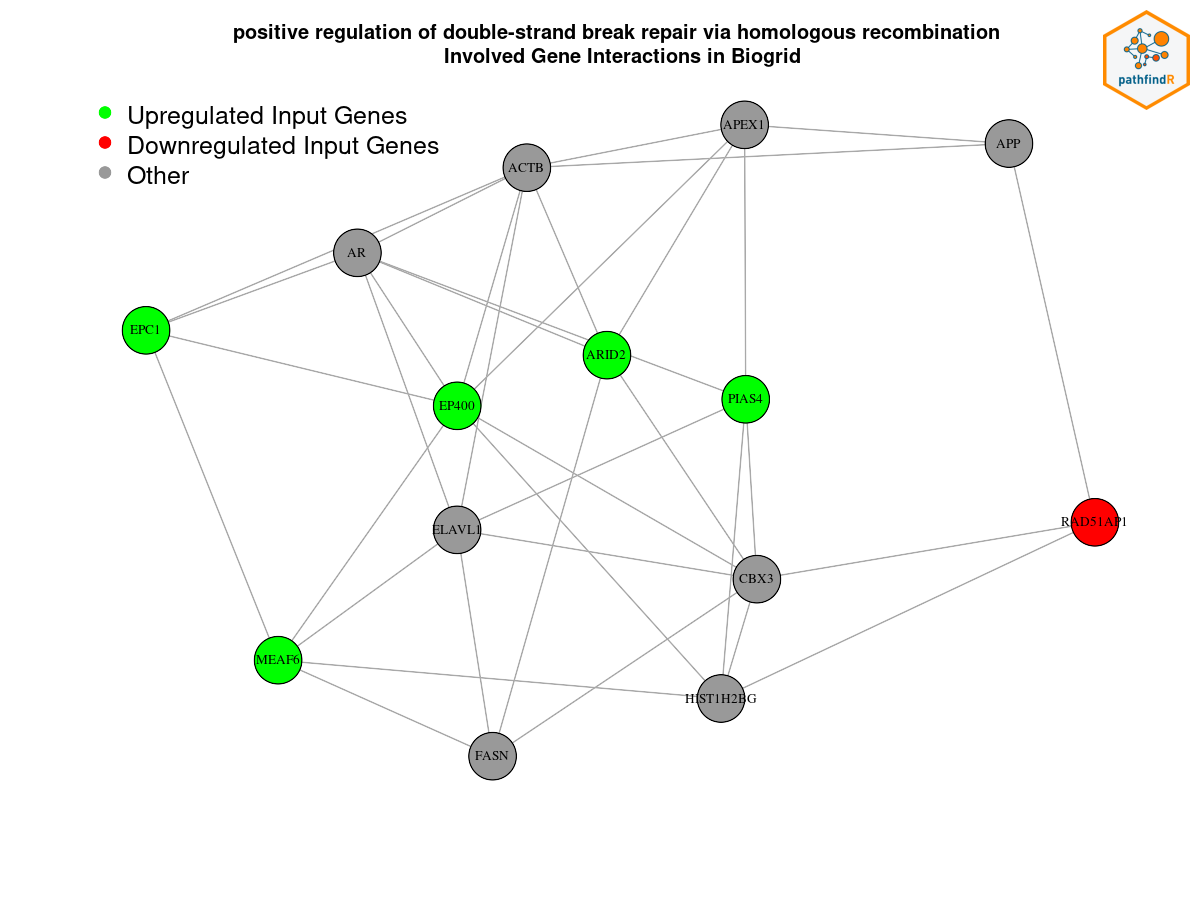 positive regulation of double-strand break repair via homologous recombination
Involved Gene Interactions in Biogrid
pathfindR
Upregulated Input Genes
Downregulated Input Genes
Other
APEX1
APP
ACTB
AR
EPC1
ARID2
PIAS4
EP400
RAD51AP1
ELAVL1
CBX3
MEAF6
HIST1H2BG
FASN